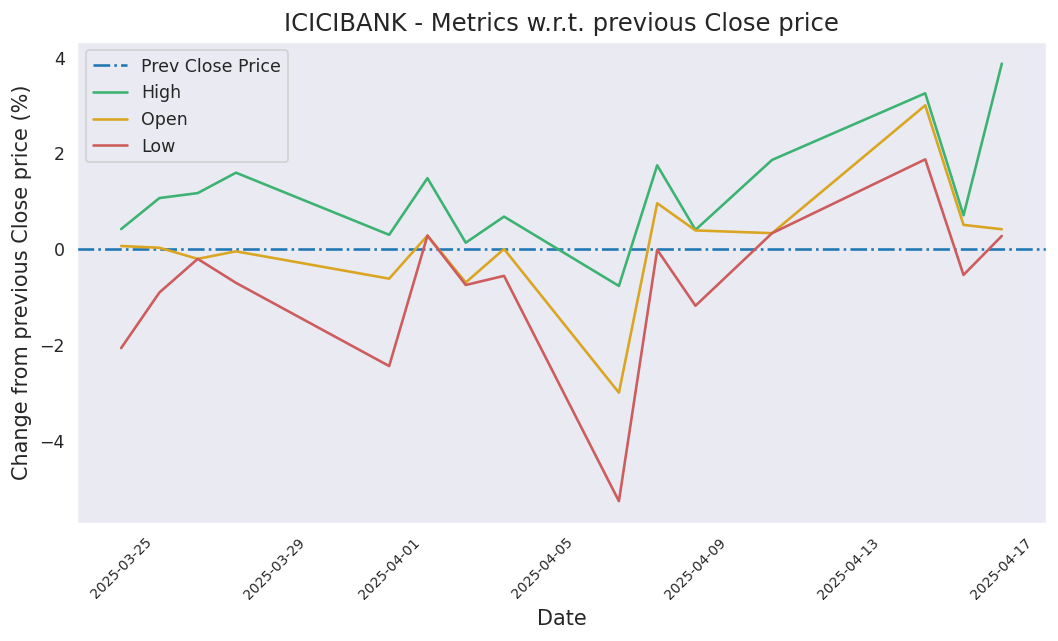 ICICIBANK - Metrics w.r.t. previous Close price
Prev Close Price
High
Open
Low
Change from previous Close price (%)
4
2
0
−2
−4
2025-03-25
2025-03-29
2025-04-01
2025-04-05
2025-04-09
2025-04-13
2025-04-17
Date